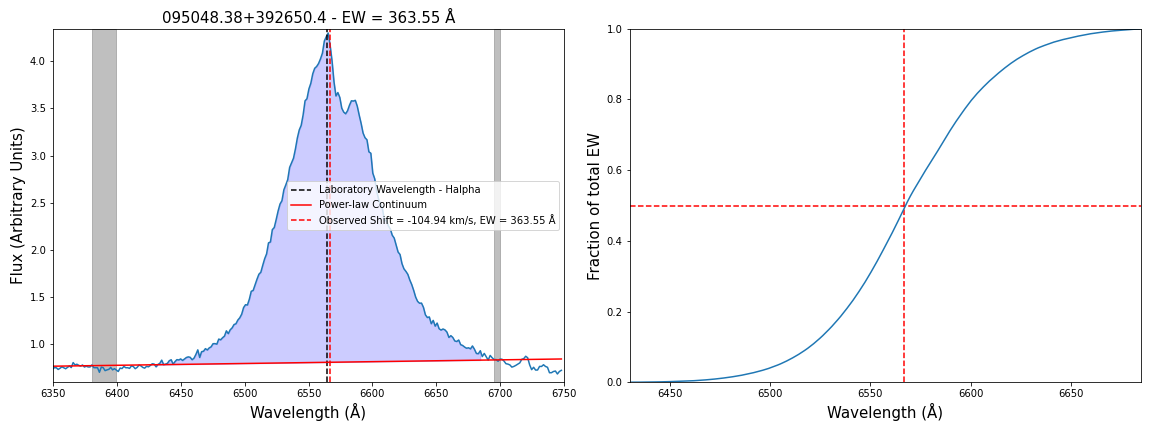 095048.38+392650.4 - EW = 363.55 Å
Flux (Arbitrary Units)
4.0
3.5
3.0
2.5
2.0
1.5
1.0
Laboratory Wavelength - Halpha
Power-law Continuum
Observed Shift = -104.94 km/s, EW = 363.55 Å
6350 6400 6450 6500 6550 6600 6650 6700 6750
Wavelength (Å)
Fraction of total EW
1.0
0.8
0.6
0.4
0.2
0.0
6450 6500 6550 6600 6650
Wavelength (Å)